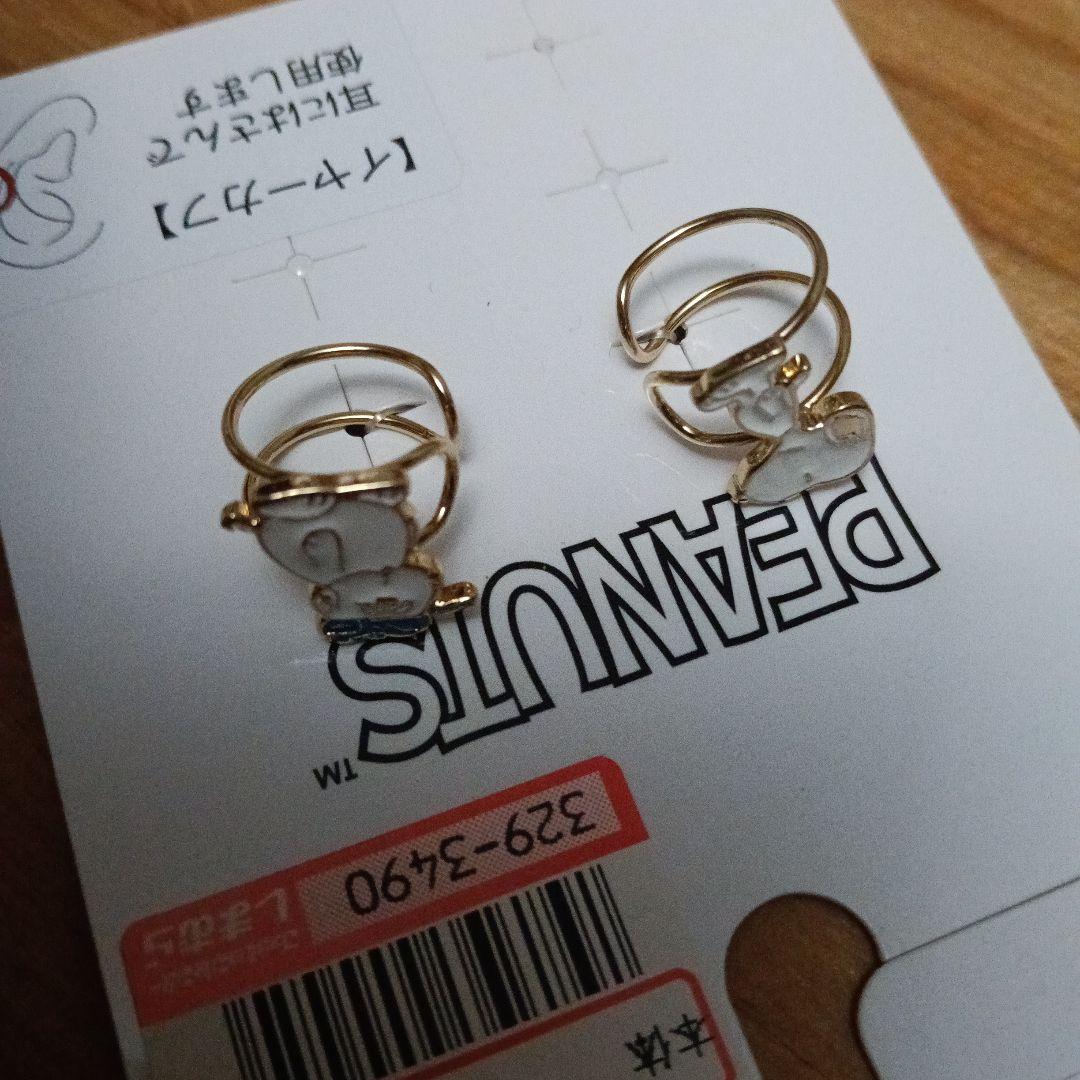 【イヤーカフ】
耳にはさんで
使用します
PEANUTS
TM
329-3490
しまむら
本体